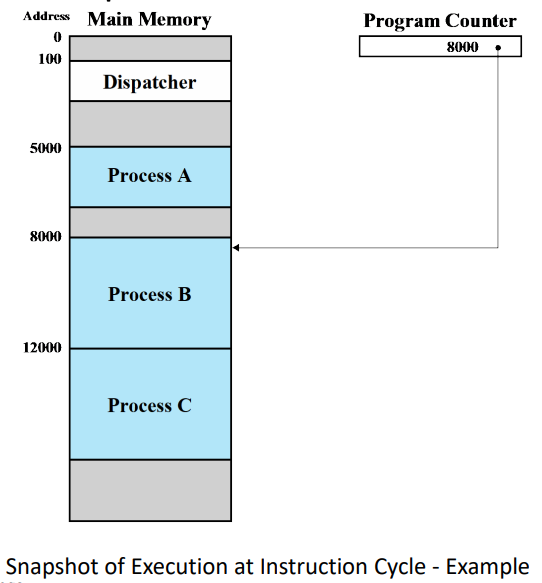 Address Main Memory
Program Counter
0
8000
100
Dispatcher
5000
Process A
8000
Process B
12000
Process C
Snapshot of Execution at Instruction Cycle - Example